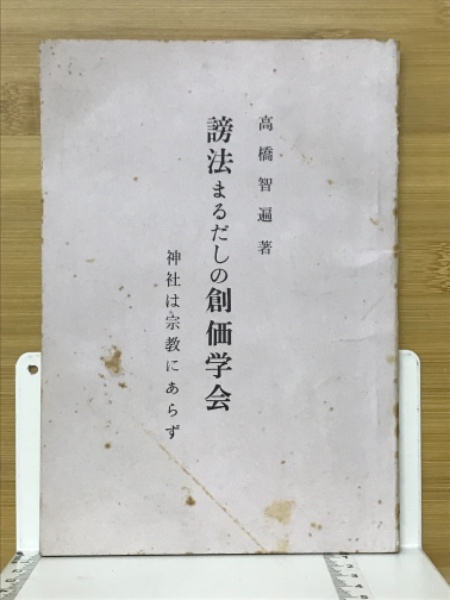 高橋智遍著
謗法まるだしの創価学会
神社は宗教にあらず